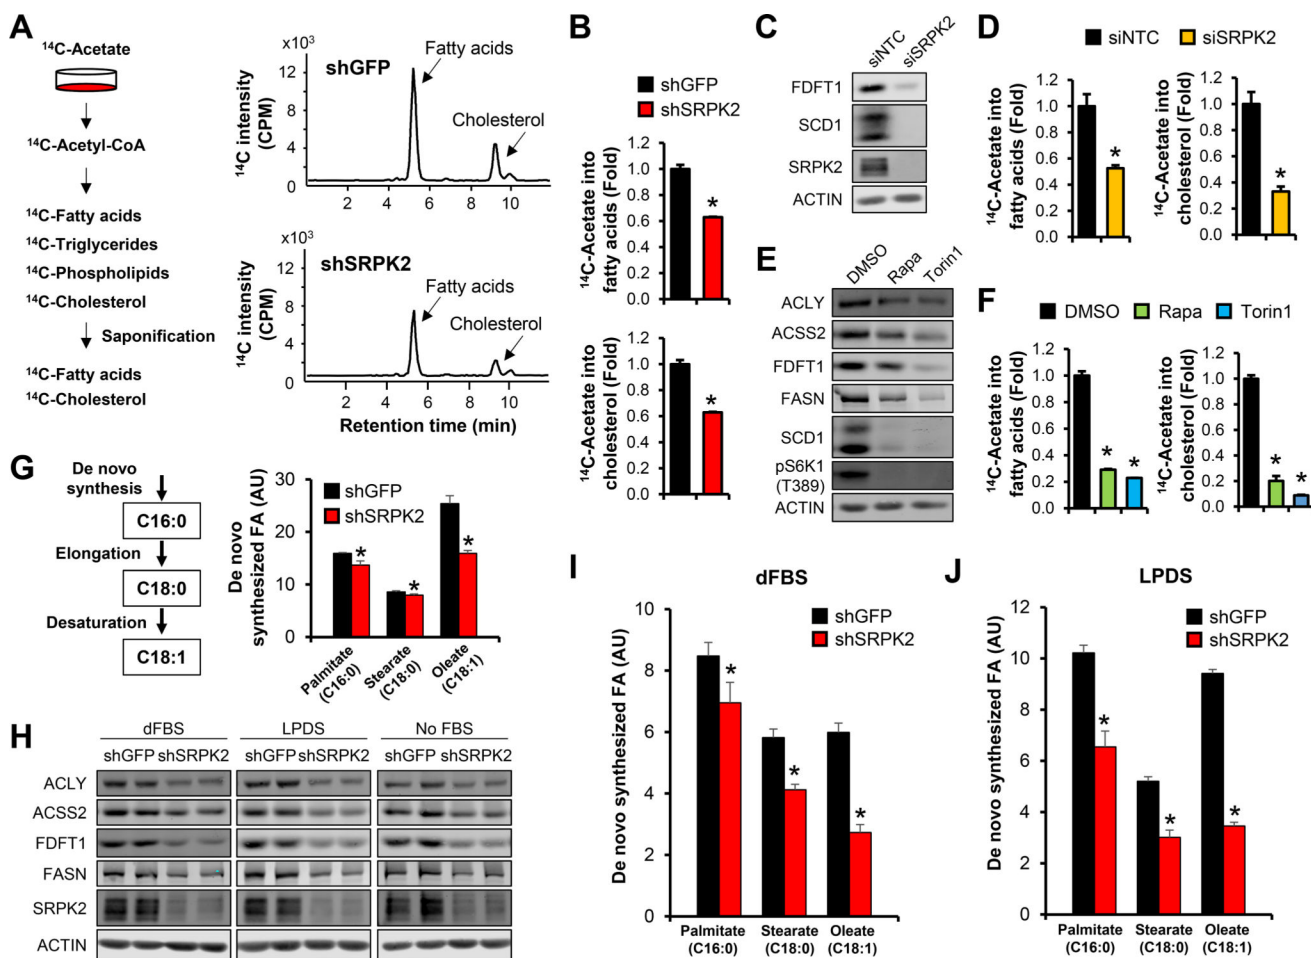 A
¹⁴C-Acetate
¹⁴C-Acetyl-CoA
¹⁴C-Fatty acids
¹⁴C-Triglycerides
¹⁴C-Phospholipids
¹⁴C-Cholesterol
Saponification
¹⁴C-Fatty acids
¹⁴C-Cholesterol
x10³
shGFP
Fatty acids
Cholesterol
¹⁴C intensity
(CPM)
12
8
4
0
2 4 6 8 10
x10³
shSRPK2
Fatty acids
Cholesterol
¹⁴C intensity
(CPM)
12
8
4
0
2 4 6 8 10
Retention time (min)
B
shGFP
shSRPK2
¹⁴C-Acetate into
fatty acids (Fold)
1.2
1.0
0.8
0.6
0.4
0.2
0.0
*
¹⁴C-Acetate into
cholesterol (Fold)
1.2
1.0
0.8
0.6
0.4
0.2
0.0
*
C
siNTC siSRPK2
FDFT1
SCD1
SRPK2
ACTIN
D
siNTC siSRPK2
¹⁴C-Acetate into
fatty acids (Fold)
1.2
1.0
0.8
0.6
0.4
0.2
0.0
*
¹⁴C-Acetate into
cholesterol (Fold)
1.2
1.0
0.8
0.6
0.4
0.2
0.0
*
E
DMSO Rapa Torin1
ACLY
ACSS2
FDFT1
FASN
SCD1
pS6K1
(T389)
ACTIN
F
DMSO Rapa Torin1
¹⁴C-Acetate into
fatty acids (Fold)
1.2
1.0
0.8
0.6
0.4
0.2
0.0
* *
¹⁴C-Acetate into
cholesterol (Fold)
1.2
1.0
0.8
0.6
0.4
0.2
0.0
* *
G
De novo
synthesis
C16:0
Elongation
C18:0
Desaturation
C18:1
De novo
synthesized FA (AU)
30
20
10
0
shGFP
shSRPK2
* * *
Palmitate
(C16:0)
Stearate
(C18:0)
Oleate
(C18:1)
H
dFBS LPDS No FBS
shGFP shSRPK2 shGFP shSRPK2 shGFP shSRPK2
ACLY
ACSS2
FDFT1
FASN
SRPK2
ACTIN
I
dFBS
De novo synthesized FA (AU)
10
8
6
4
2
0
shGFP
shSRPK2
* * *
Palmitate Stearate Oleate
(C16:0) (C18:0) (C18:1)
J
LPDS
De novo synthesized FA (AU)
12
10
8
6
4
2
0
shGFP
shSRPK2
* * *
Palmitate Stearate Oleate
(C16:0) (C18:0) (C18:1)